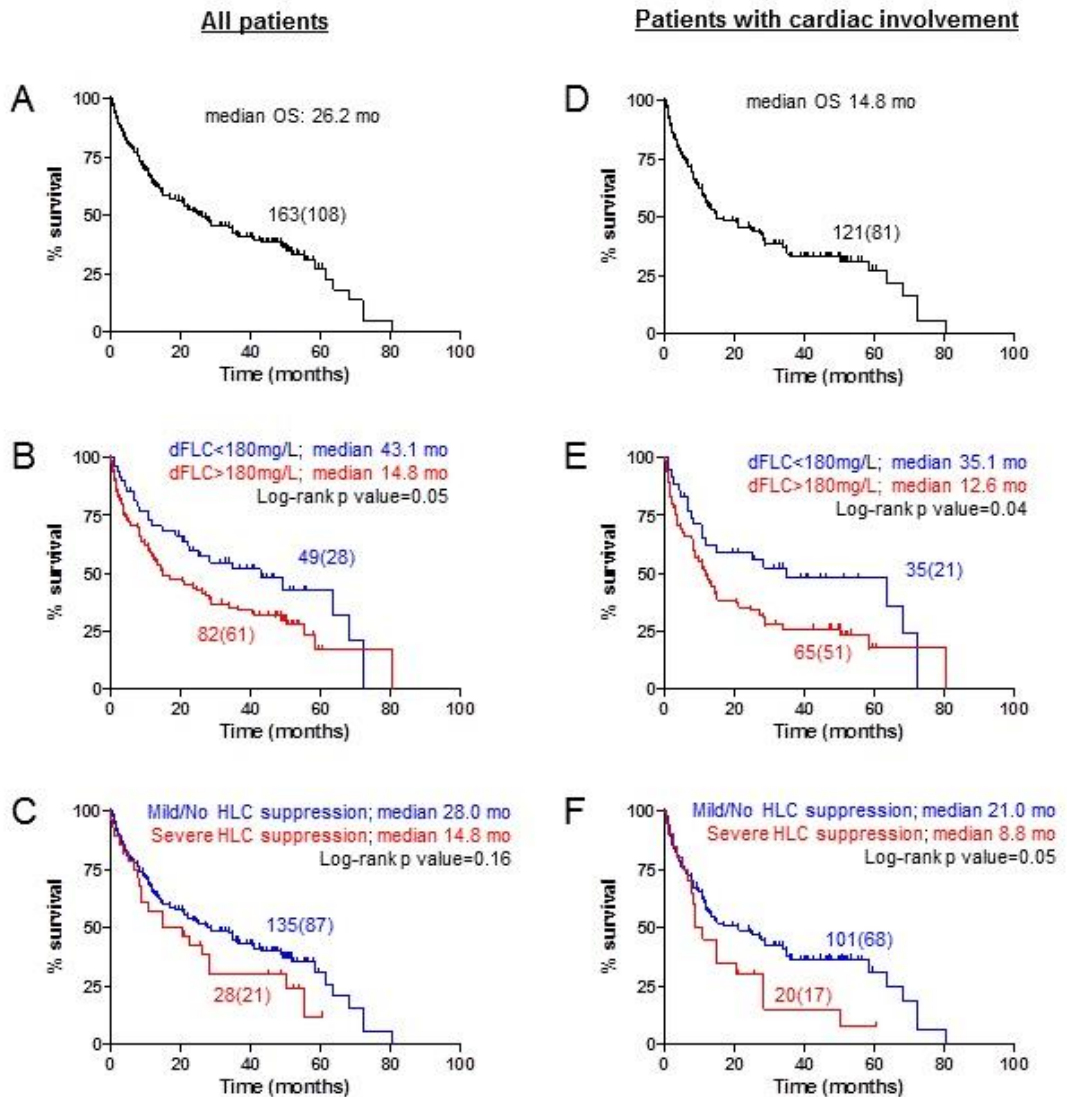 All patients
Patients with cardiac involvement
A
median OS: 26.2 mo
163(108)
% survival
100
75
50
25
0
0 20 40 60 80 100
Time (months)
D
median OS 14.8 mo
121(81)
% survival
100
75
50
25
0
0 20 40 60 80 100
Time (months)
B
dFLC<180mg/L; median 43.1 mo
dFLC>180mg/L; median 14.8 mo
Log-rank p value=0.05
49(28)
82(61)
% survival
100
75
50
25
0
0 20 40 60 80 100
Time (months)
E
dFLC<180mg/L; median 35.1 mo
dFLC>180mg/L; median 12.6 mo
Log-rank p value=0.04
35(21)
65(51)
% survival
100
75
50
25
0
0 20 40 60 80 100
Time (months)
C
Mild/No HLC suppression; median 28.0 mo
Severe HLC suppression; median 14.8 mo
Log-rank p value=0.16
135(87)
28(21)
% survival
100
75
50
25
0
0 20 40 60 80 100
Time (months)
F
Mild/No HLC suppression; median 21.0 mo
Severe HLC suppression; median 8.8 mo
Log-rank p value=0.05
101(68)
20(17)
% survival
100
75
50
25
0
0 20 40 60 80 100
Time (months)